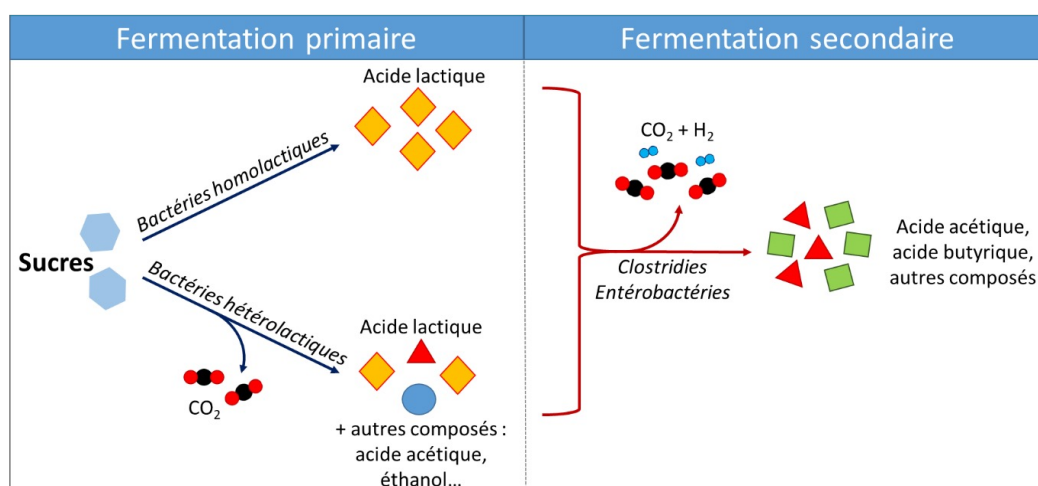 Fermentation primaire
Fermentation secondaire
Acide lactique
Bactéries homolactiques
Sucres
Bactéries hétérolactiques
CO₂
Acide lactique
+ autres composés :
acide acétique,
éthanol…
CO₂ + H₂
Clostridies
Entérobactéries
Acide acétique,
acide butyrique,
autres composés